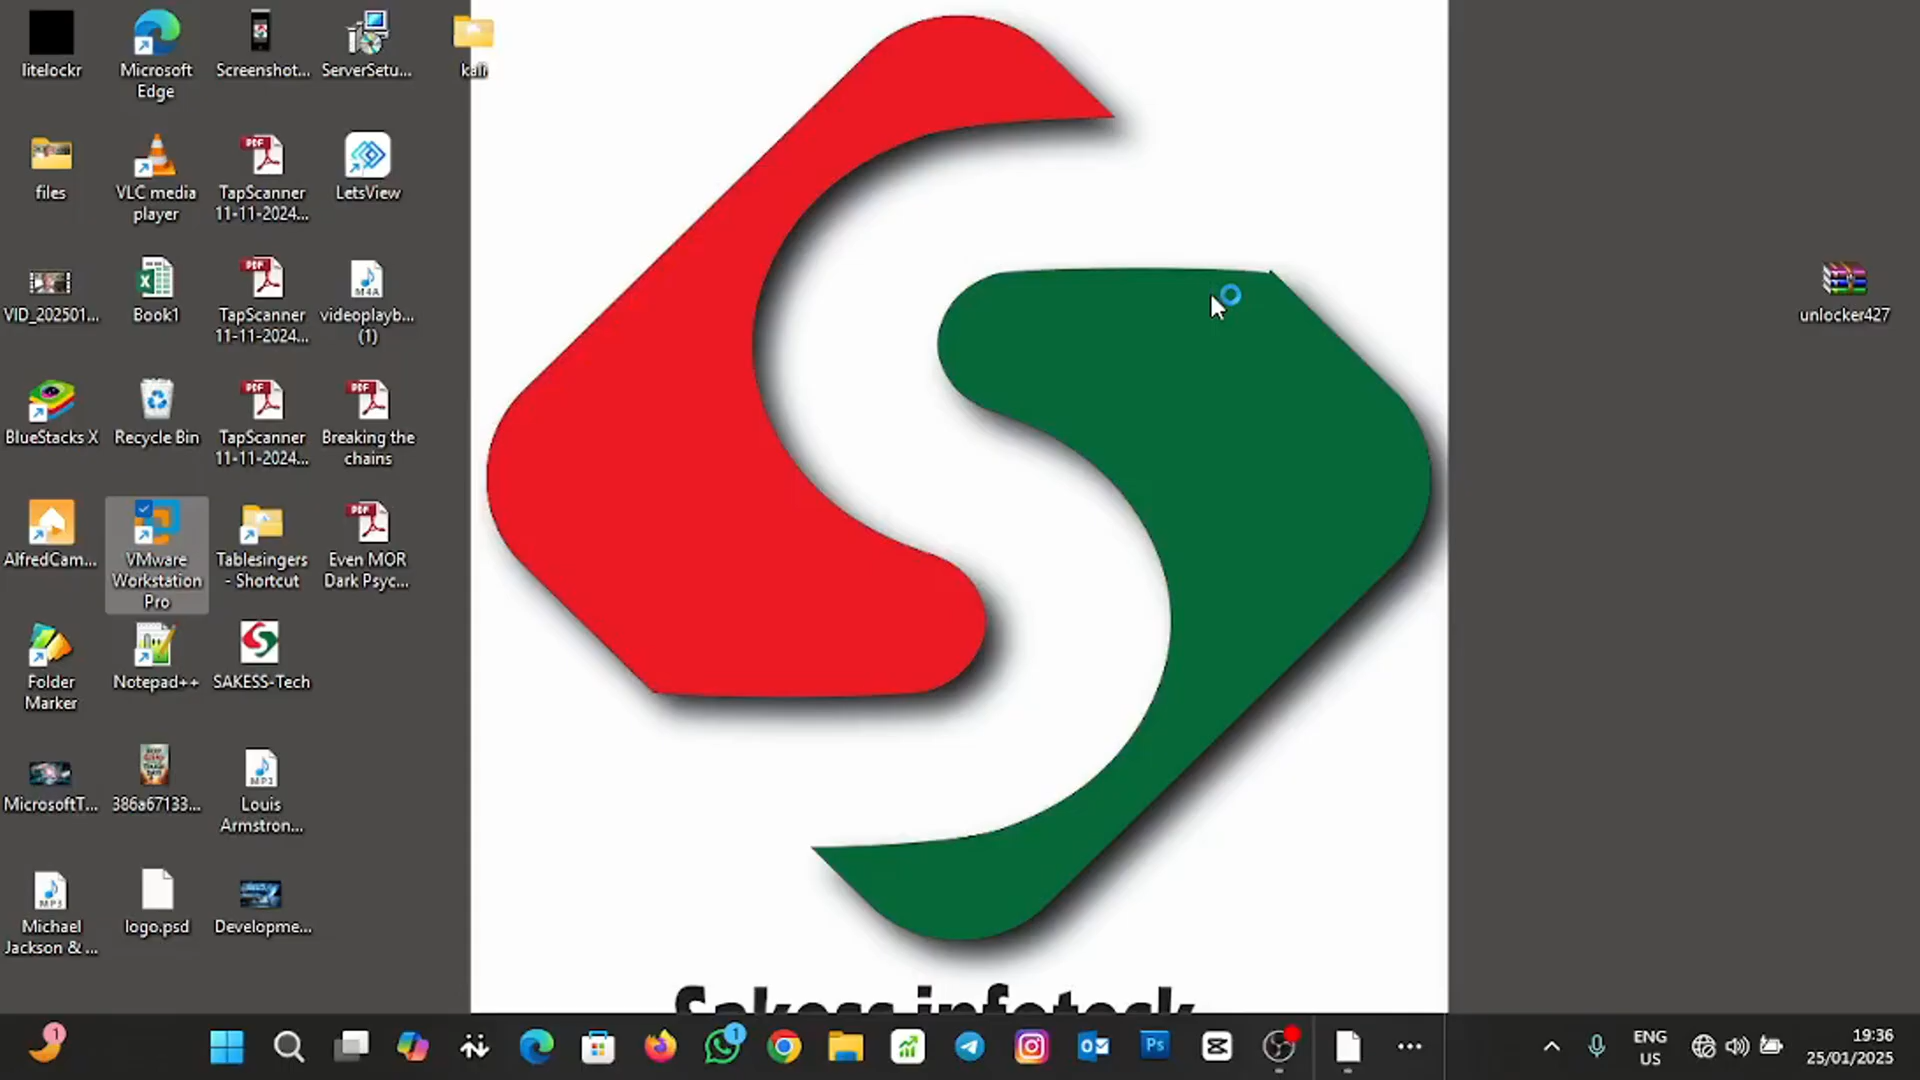 litelockr
Microsoft
Edge
Screenshot...
ServerSetu...
kali
files
VLC media
player
TapScanner
11-11-2024...
LetsView
VID_202501...
Book1
TapScanner
11-11-2024...
videoplayb...
(1)
unlocker427
BlueStacks X
Recycle Bin
TapScanner
11-11-2024...
Breaking the
chains
AlfredCam...
VMware
Workstation
Pro
Tablesingers
- Shortcut
Even MOR
Dark Psyc...
Folder
Marker
Notepad++
SAKESS-Tech
MicrosoftT...
386a67133...
Louis
Armstron...
Michael
Jackson & ...
logo.psd
Developme...
Sakess infotesk
ENG
US
19:36
25/01/2025